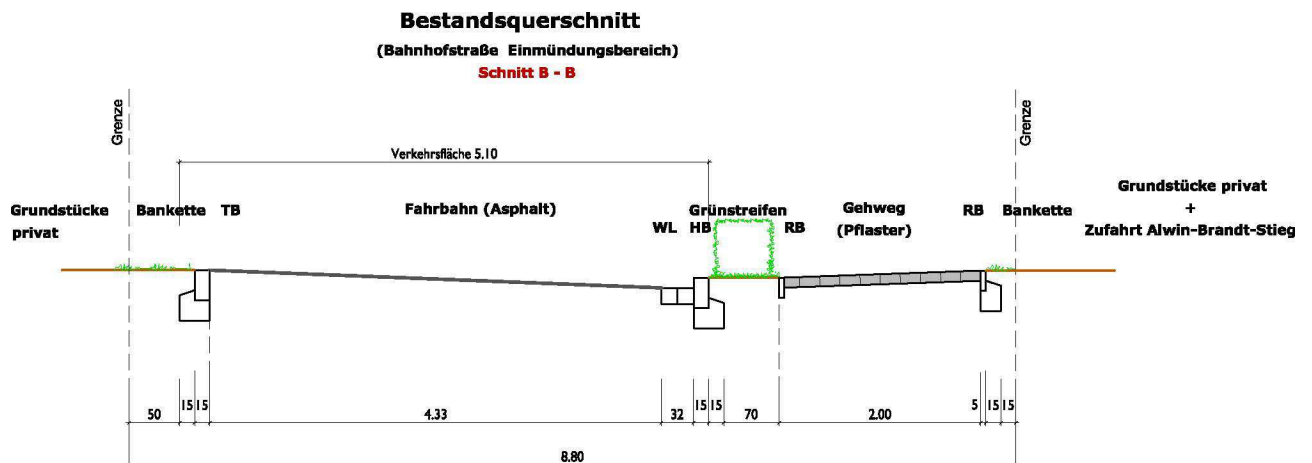 Bestandsquerschnitt
(Bahnhofstraße Einmündungsbereich)
Schnitt B - B
Grenze
Grenze
Verkehrsfläche 5.10
Grundstücke privat
+
Zufahrt Alwin-Brandt-Stieg
Grundstücke
privat
Bankette
TB
Fahrbahn (Asphalt)
Grünstreifen
WL
HB
RB
Gehweg
(Pflaster)
RB
Bankette
50
15
15
4.33
32
15
15
70
2.00
5
15
15
8.80